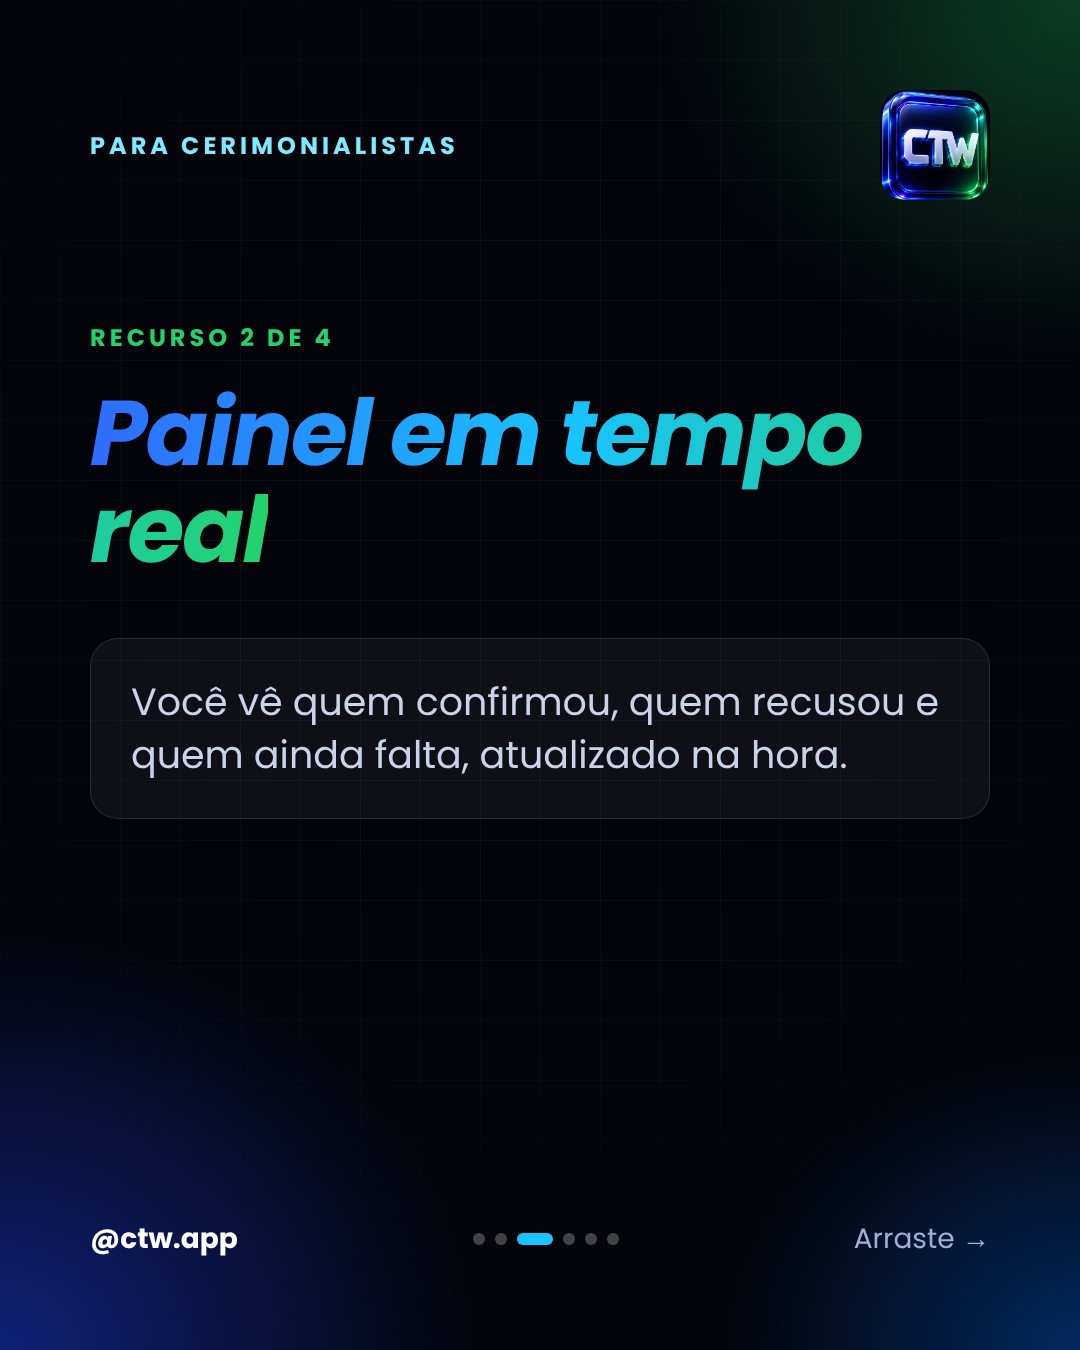 PARA CERIMONIALISTAS
CTW
RECURSO 2 DE 4
Painel em tempo
real
Você vê quem confirmou, quem recusou e
quem ainda falta, atualizado na hora.
@ctw.app
Arraste →